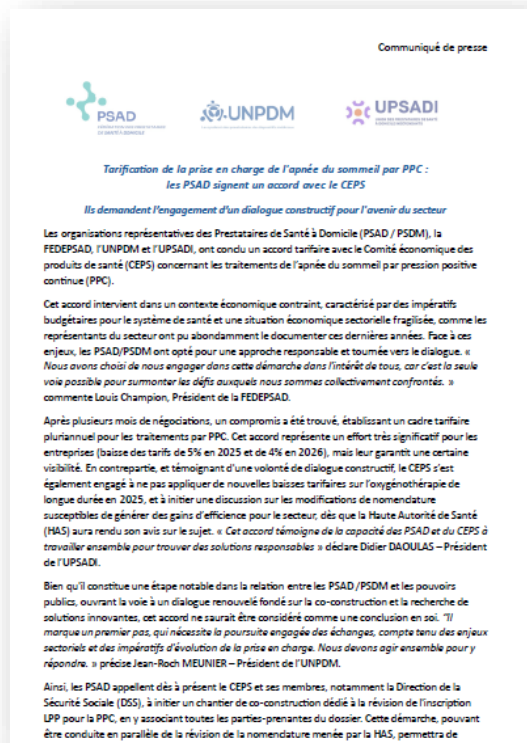 Communiqué de presse
PSAD
UNPDM
UPSADI
Tarification de la prise en charge de l'apnée du sommeil par PPC :
les PSAD signent un accord avec le CEPS
Ils demandent l'engagement d'un dialogue constructif pour l'avenir du secteur
Les organisations représentatives des Prestataires de Santé à Domicile (PSAD / PSDM), la
FEDEPSAD, l'UNPDM et l'UPSADI, ont conclu un accord tarifaire avec le Comité économique des
produits de santé (CEPS) concernant les traitements de l'apnée du sommeil par pression positive
continue (PPC).
Cet accord intervient dans un contexte économique contraint, caractérisé par des impératifs
budgétaires pour le système de santé et une situation économique sectorielle fragilisée, comme les
représentants du secteur ont pu abondamment le documenter ces dernières années. Face à ces
enjeux, les PSAD/PSDM ont opté pour une approche responsable et tournée vers le dialogue. «
Nous avons choisi de nous engager dans cette démarche dans l'intérêt de tous, car c'est la seule
voie possible pour surmonter les défis auxquels nous sommes collectivement confrontés. »
commente Louis Champion, Président de la FEDEPSAD.
Après plusieurs mois de négociations, un compromis a été trouvé, établissant un cadre tarifaire
pluriannuel pour les traitements par PPC. Cet accord représente un effort très significatif pour les
entreprises (baisse des tarifs de 5% en 2025 et de 4% en 2026), mais leur garantit une certaine
visibilité. En contrepartie, et témoignant d'une volonté de dialogue constructif, le CEPS s'est
également engagé à ne pas appliquer de nouvelles baisses tarifaires sur l'oxygénothérapie de
longue durée en 2025, et à initier une discussion sur les modifications de nomenclature
susceptibles de générer des gains d'efficience pour le secteur, dès que la Haute Autorité de Santé
(HAS) aura rendu son avis sur le sujet. « Cet accord témoigne de la capacité des PSAD et du CEPS à
travailler ensemble pour trouver des solutions responsables » déclare Didier DAOULAS – Président
de l'UPSADI.
Bien qu'il constitue une étape notable dans la relation entre les PSAD /PSDM et les pouvoirs
publics, ouvrant la voie à un dialogue renouvelé fondé sur la co-construction et la recherche de
solutions innovantes, cet accord ne saurait être considéré comme une conclusion en soi. "Il
marque un premier pas, qui nécessite la poursuite engagée des échanges, compte tenu des enjeux
sectoriels et des impératifs d'évolution de la prise en charge. Nous devons agir ensemble pour y
répondre. » précise Jean-Roch MEUNIER – Président de l'UNPDM.
Ainsi, les PSAD appellent dès à présent le CEPS et ses membres, notamment la Direction de la
Sécurité Sociale (DSS), à initier un chantier de co-construction dédié à la révision de l'inscription
LPP pour la PPC, en y associant toutes les parties-prenantes du dossier. Cette démarche, pouvant
être conduite en parallèle de la révision de la nomenclature menée par la HAS, permettra de